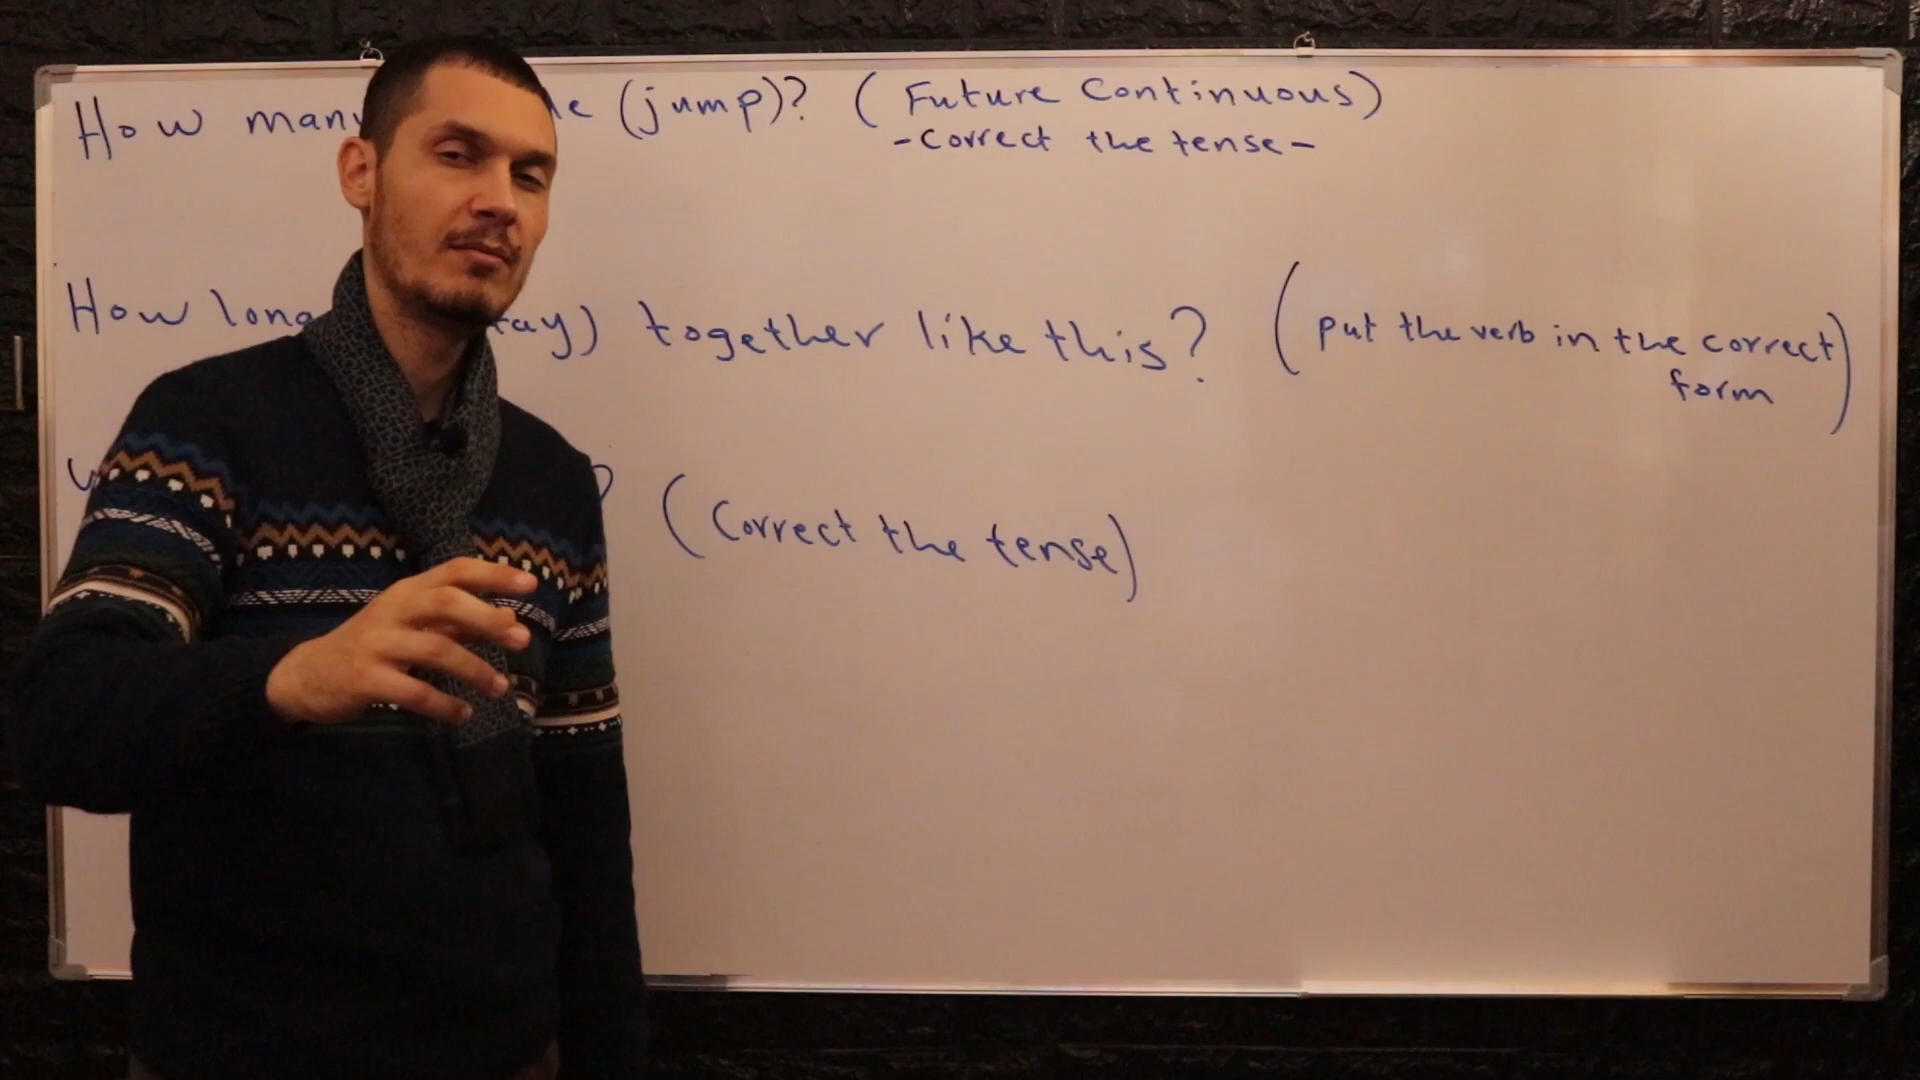 How many (jump)? (Future Continuous)
-Correct the tense-
How long together like this? (put the verb in the correct
form)
(Correct the tense)